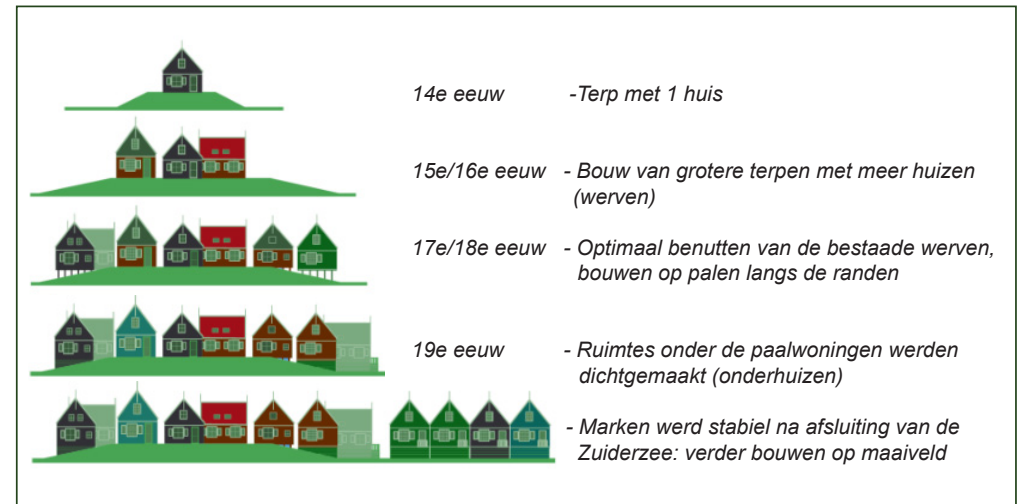 14e eeuw -Terp met 1 huis
15e/16e eeuw - Bouw van grotere terpen met meer huizen
(werven)
17e/18e eeuw - Optimaal benutten van de bestaade werven,
bouwen op palen langs de randen
19e eeuw - Ruimtes onder de paalwoningen werden
dichtgemaakt (onderhuizen)
- Marken werd stabiel na afsluiting van de
Zuiderzee: verder bouwen op maaiveld